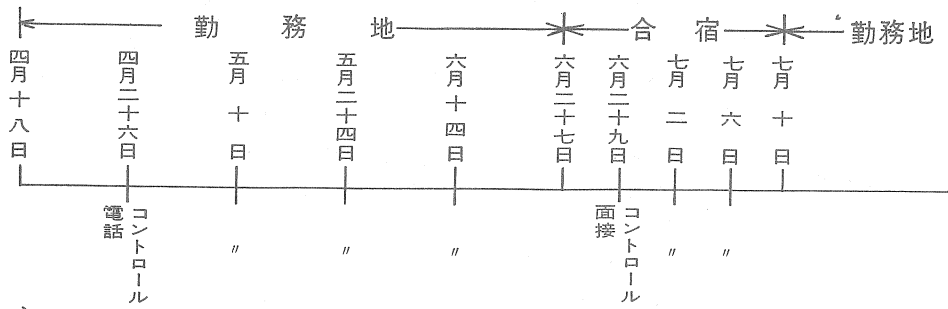 勤務地
合宿
勤務地
四月十八日
四月二十六日
五月十日
五月二十四日
六月十四日
六月二十七日
六月二十九日
七月二日
七月六日
七月十日
コントロール
電話
〃
〃
〃
コントロール
面接
〃
〃